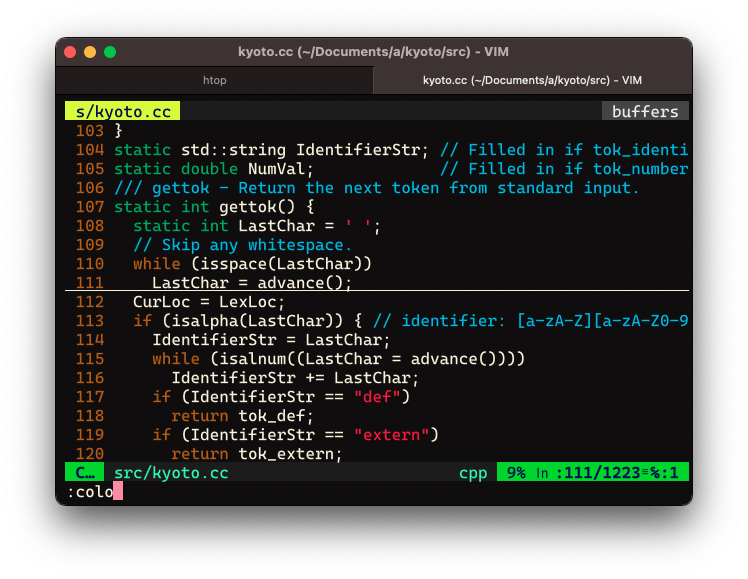 kyoto.cc (~/Documents/a/kyoto/src) - VIM
htop kyoto.cc (~/Documents/a/kyoto/src) - VIM
s/kyoto.cc buffers
103 }
104 static std::string IdentifierStr; // Filled in if tok_identi
105 static double NumVal;             // Filled in if tok_number
106 /// gettok - Return the next token from standard input.
107 static int gettok() {
108   static int LastChar = ' ';
109   // Skip any whitespace.
110   while (isspace(LastChar))
111     LastChar = advance();
112   CurLoc = LexLoc;
113   if (isalpha(LastChar)) { // identifier: [a-zA-Z][a-zA-Z0-9
114     IdentifierStr = LastChar;
115     while (isalnum((LastChar = advance())))
116       IdentifierStr += LastChar;
117     if (IdentifierStr == "def")
118       return tok_def;
119     if (IdentifierStr == "extern")
120       return tok_extern;
C… src/kyoto.cc cpp 9% ln :111/1223≡%:1
:colo